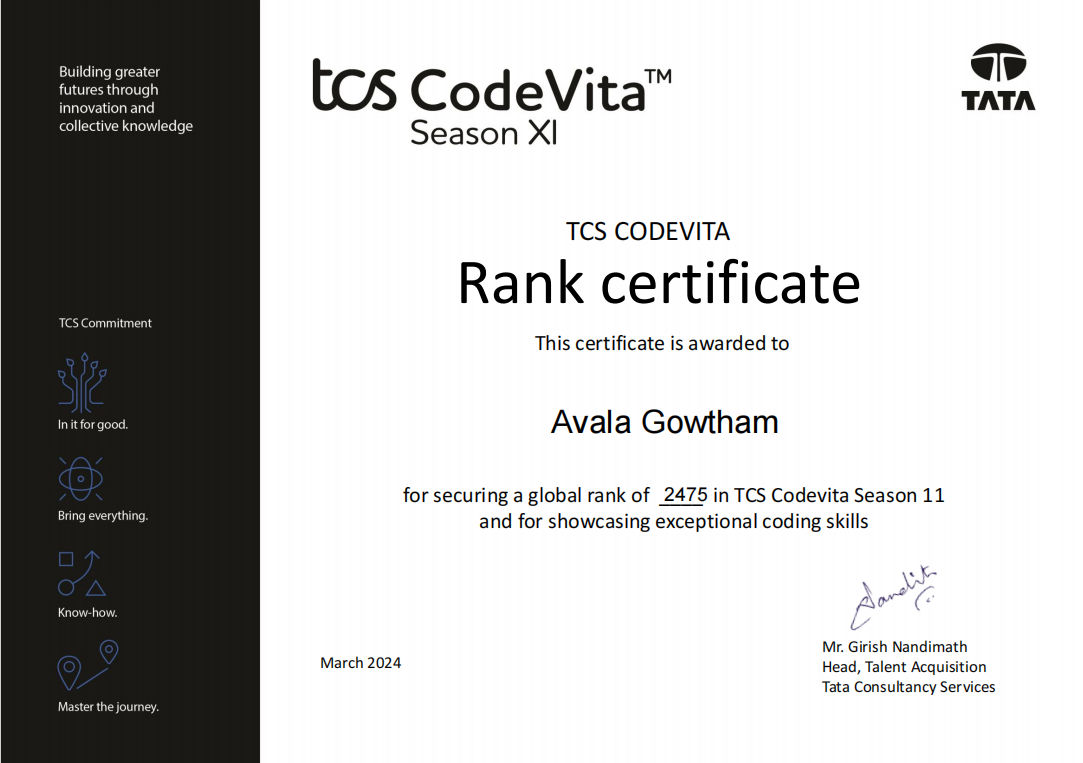 Building greater
futures through
innovation and
collective knowledge
tcs CodeVita™
Season XI
TATA
TCS CODEVITA
Rank certificate
This certificate is awarded to
Avala Gowtham
for securing a global rank of 2475 in TCS Codevita Season 11
and for showcasing exceptional coding skills
TCS Commitment
In it for good.
Bring everything.
Know-how.
Master the journey.
March 2024
Mr. Girish Nandimath
Head, Talent Acquisition
Tata Consultancy Services